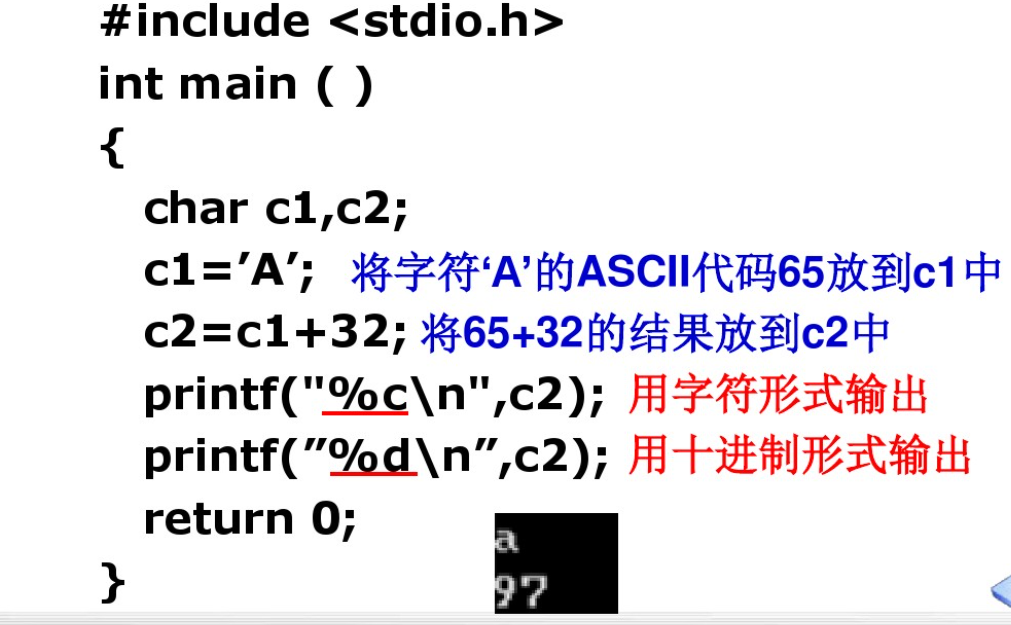 #include <stdio.h>
int main ( )
{
char c1,c2;
c1=’A’; 将字符‘A’的ASCII代码65放到c1中
c2=c1+32; 将65+32的结果放到c2中
printf("%c\n",c2); 用字符形式输出
printf(”%d\n”,c2); 用十进制形式输出
return 0;
}
a
97